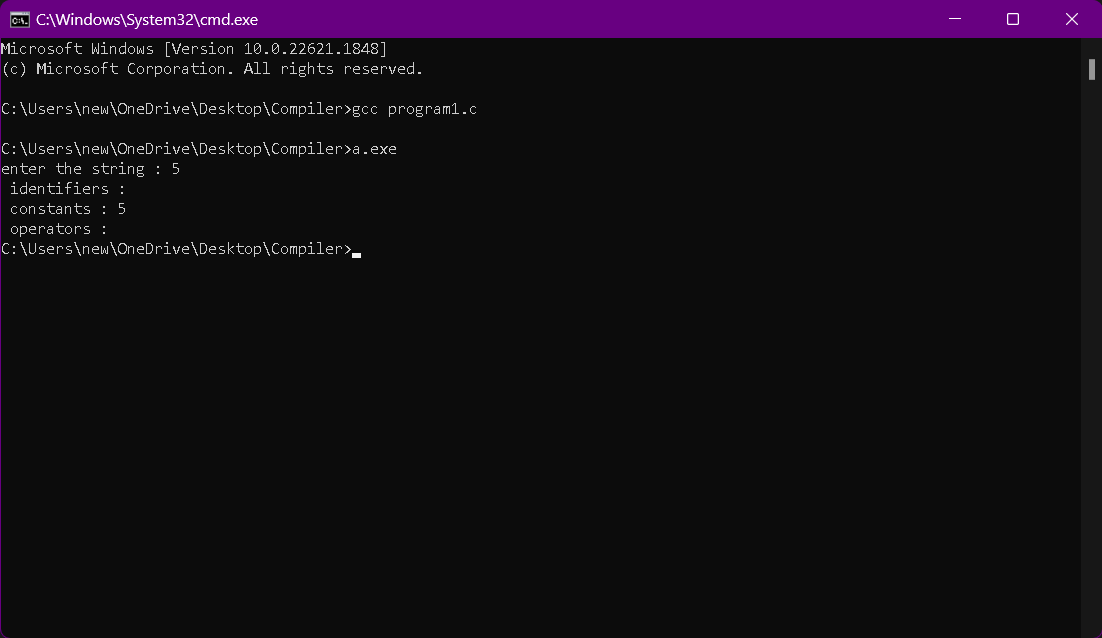 C:\Windows\System32\cmd.exe
Microsoft Windows [Version 10.0.22621.1848]
(c) Microsoft Corporation. All rights reserved.
C:\Users\new\OneDrive\Desktop\Compiler>gcc program1.c
C:\Users\new\OneDrive\Desktop\Compiler>a.exe
enter the string : 5
 identifiers :
 constants : 5
 operators :
C:\Users\new\OneDrive\Desktop\Compiler>